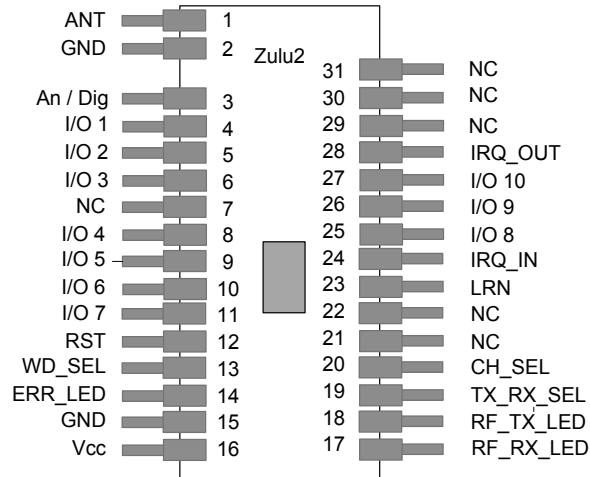 ANT 1
GND 2
Zulu2
An / Dig 3
I/O 1 4
I/O 2 5
I/O 3 6
NC 7
I/O 4 8
I/O 5 9
I/O 6 10
I/O 7 11
RST 12
WD_SEL 13
ERR_LED 14
GND 15
Vcc 16
31 NC
30 NC
29 NC
28 IRQ_OUT
27 I/O 10
26 I/O 9
25 I/O 8
24 IRQ_IN
23 LRN
22 NC
21 NC
20 CH_SEL
19 TX_RX_SEL
18 RF_TX_LED
17 RF_RX_LED